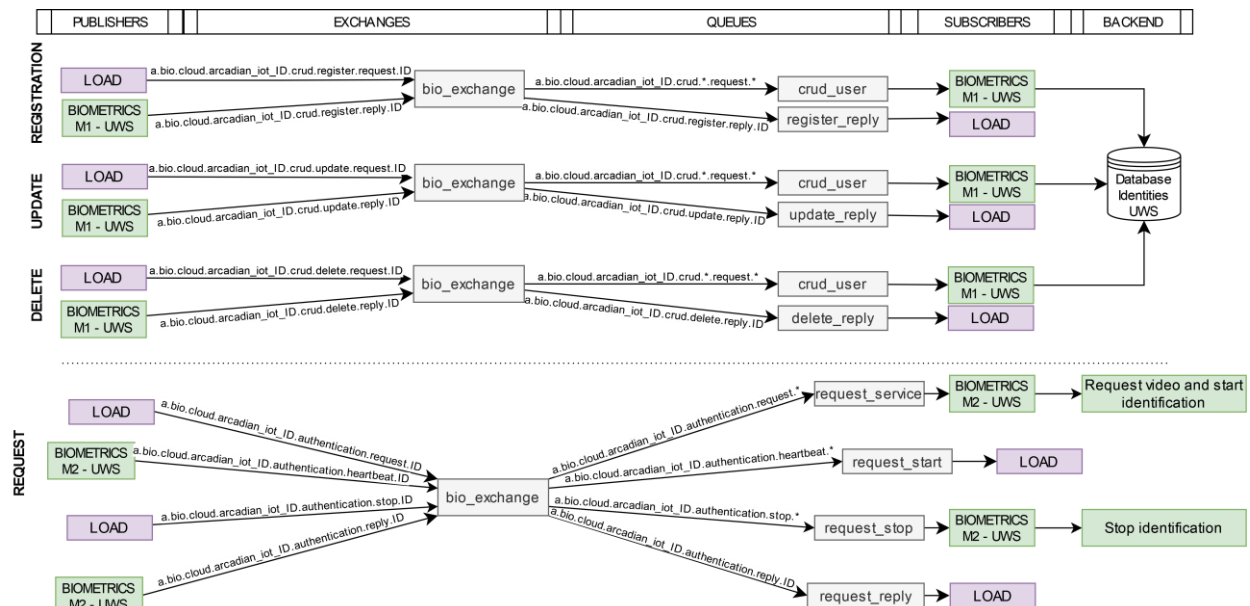 PUBLISHERS
EXCHANGES
QUEUES
SUBSCRIBERS
BACKEND
REGISTRATION
LOAD
a.bio.cloud.arcadian_iot_ID.crud.register.request.ID
BIOMETRICS
M1 - UWS
a.bio.cloud.arcadian_iot_ID.crud.register.reply.ID
bio_exchange
a.bio.cloud.arcadian_iot_ID.crud.*.request.*
a.bio.cloud.arcadian_iot_ID.crud.register.reply.ID
crud_user
register_reply
BIOMETRICS
M1 - UWS
LOAD
UPDATE
LOAD
a.bio.cloud.arcadian_iot_ID.crud.update.request.ID
BIOMETRICS
M1 - UWS
a.bio.cloud.arcadian_iot_ID.crud.update.reply.ID
bio_exchange
a.bio.cloud.arcadian_iot_ID.crud.*.request.*
a.bio.cloud.arcadian_iot_ID.crud.update.reply.ID
crud_user
update_reply
BIOMETRICS
M1 - UWS
LOAD
Database
Identities
UWS
DELETE
LOAD
a.bio.cloud.arcadian_iot_ID.crud.delete.request.ID
BIOMETRICS
M1 - UWS
a.bio.cloud.arcadian_iot_ID.crud.delete.reply.ID
bio_exchange
a.bio.cloud.arcadian_iot_ID.crud.*.request.*
a.bio.cloud.arcadian_iot_ID.crud.delete.reply.ID
crud_user
delete_reply
BIOMETRICS
M1 - UWS
LOAD
REQUEST
LOAD
a.bio.cloud.arcadian_iot_ID.authentication.request.ID
BIOMETRICS
M2 - UWS
a.bio.cloud.arcadian_iot_ID.authentication.heartbeat.ID
LOAD
a.bio.cloud.arcadian_iot_ID.authentication.stop.ID
BIOMETRICS
M2 - UWS
a.bio.cloud.arcadian_iot_ID.authentication.reply.ID
bio_exchange
a.bio.cloud.arcadian_iot_ID.authentication.request.*
request_service
BIOMETRICS
M2 - UWS
Request video and start
identification
a.bio.cloud.arcadian_iot_ID.authentication.heartbeat.*
request_start
LOAD
a.bio.cloud.arcadian_iot_ID.authentication.stop.*
request_stop
BIOMETRICS
M2 - UWS
Stop identification
a.bio.cloud.arcadian_iot_ID.authentication.reply.ID
request_reply
LOAD